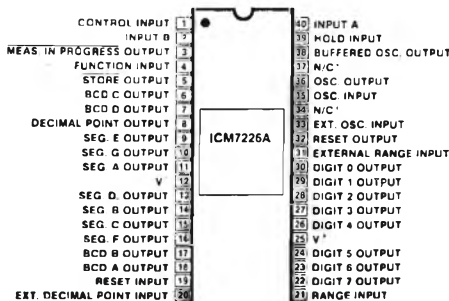 CONTROL INPUT 1
INPUT B 2
MEAS. IN PROGRESS OUTPUT 3
FUNCTION INPUT 4
STORE OUTPUT 5
BCD C OUTPUT 6
BCD D OUTPUT 7
DECIMAL POINT OUTPUT 8
SEG. E OUTPUT 9
SEG. G OUTPUT 10
SEG. A OUTPUT 11
V⁻ 12
SEG. D. OUTPUT 13
SEG. B OUTPUT 14
SEG. C OUTPUT 15
SEG. F OUTPUT 16
BCD B OUTPUT 17
BCD A OUTPUT 18
RESET INPUT 19
EXT. DECIMAL POINT INPUT 20
ICM7226A
40 INPUT A
39 HOLD INPUT
38 BUFFERED OSC. OUTPUT
37 N/C*
36 OSC. OUTPUT
35 OSC. INPUT
34 N/C*
33 EXT. OSC. INPUT
32 RESET OUTPUT
31 EXTERNAL RANGE INPUT
30 DIGIT 0 OUTPUT
29 DIGIT 1 OUTPUT
28 DIGIT 2 OUTPUT
27 DIGIT 3 OUTPUT
26 DIGIT 4 OUTPUT
25 V⁺
24 DIGIT 5 OUTPUT
23 DIGIT 6 OUTPUT
22 DIGIT 7 OUTPUT
21 RANGE INPUT